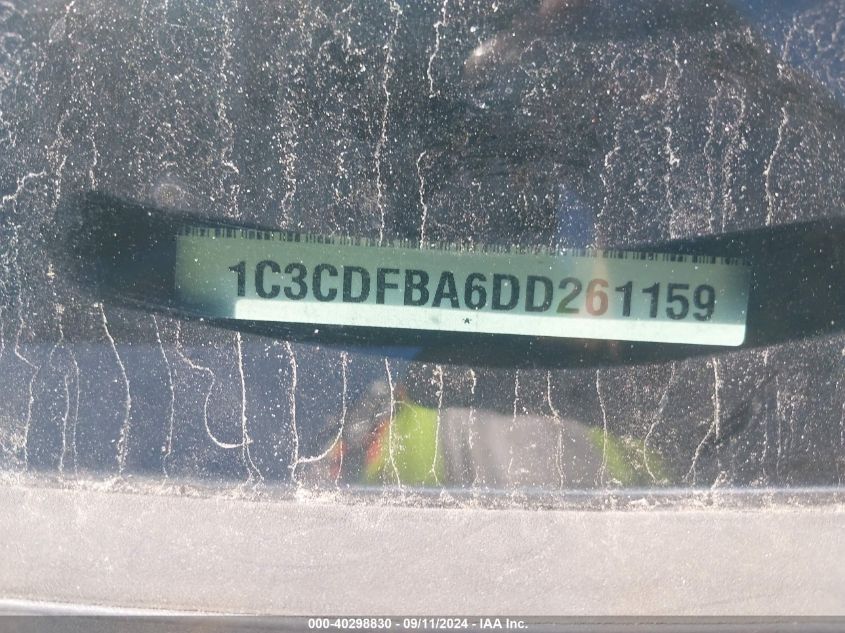 1C3CDFBA6DD261159
000-40298830 - 09/11/2024 - IAA Inc.